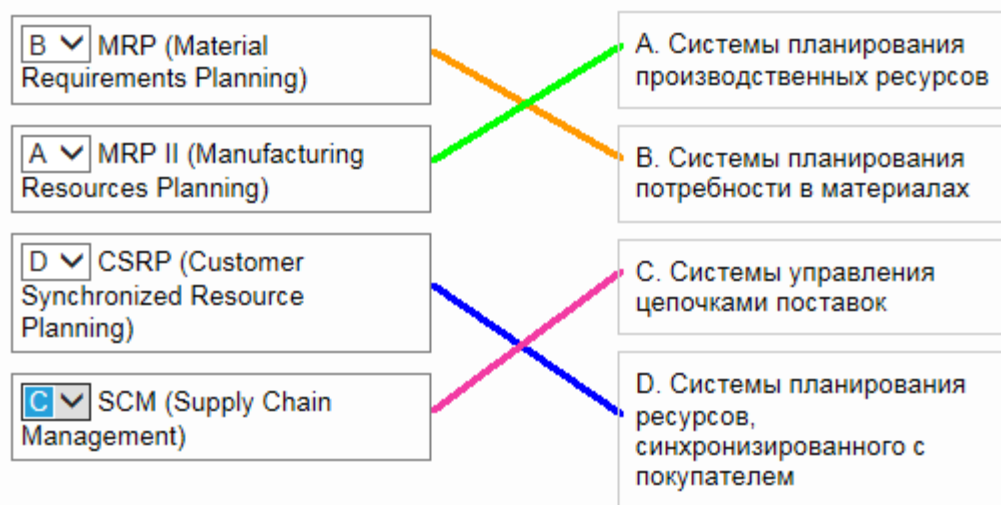 B MRP (Material
Requirements Planning)
A MRP II (Manufacturing
Resources Planning)
D CSRP (Customer
Synchronized Resource
Planning)
C SCM (Supply Chain
Management)
A. Системы планирования
производственных ресурсов
B. Системы планирования
потребности в материалах
C. Системы управления
цепочками поставок
D. Системы планирования
ресурсов,
синхронизированного с
покупателем